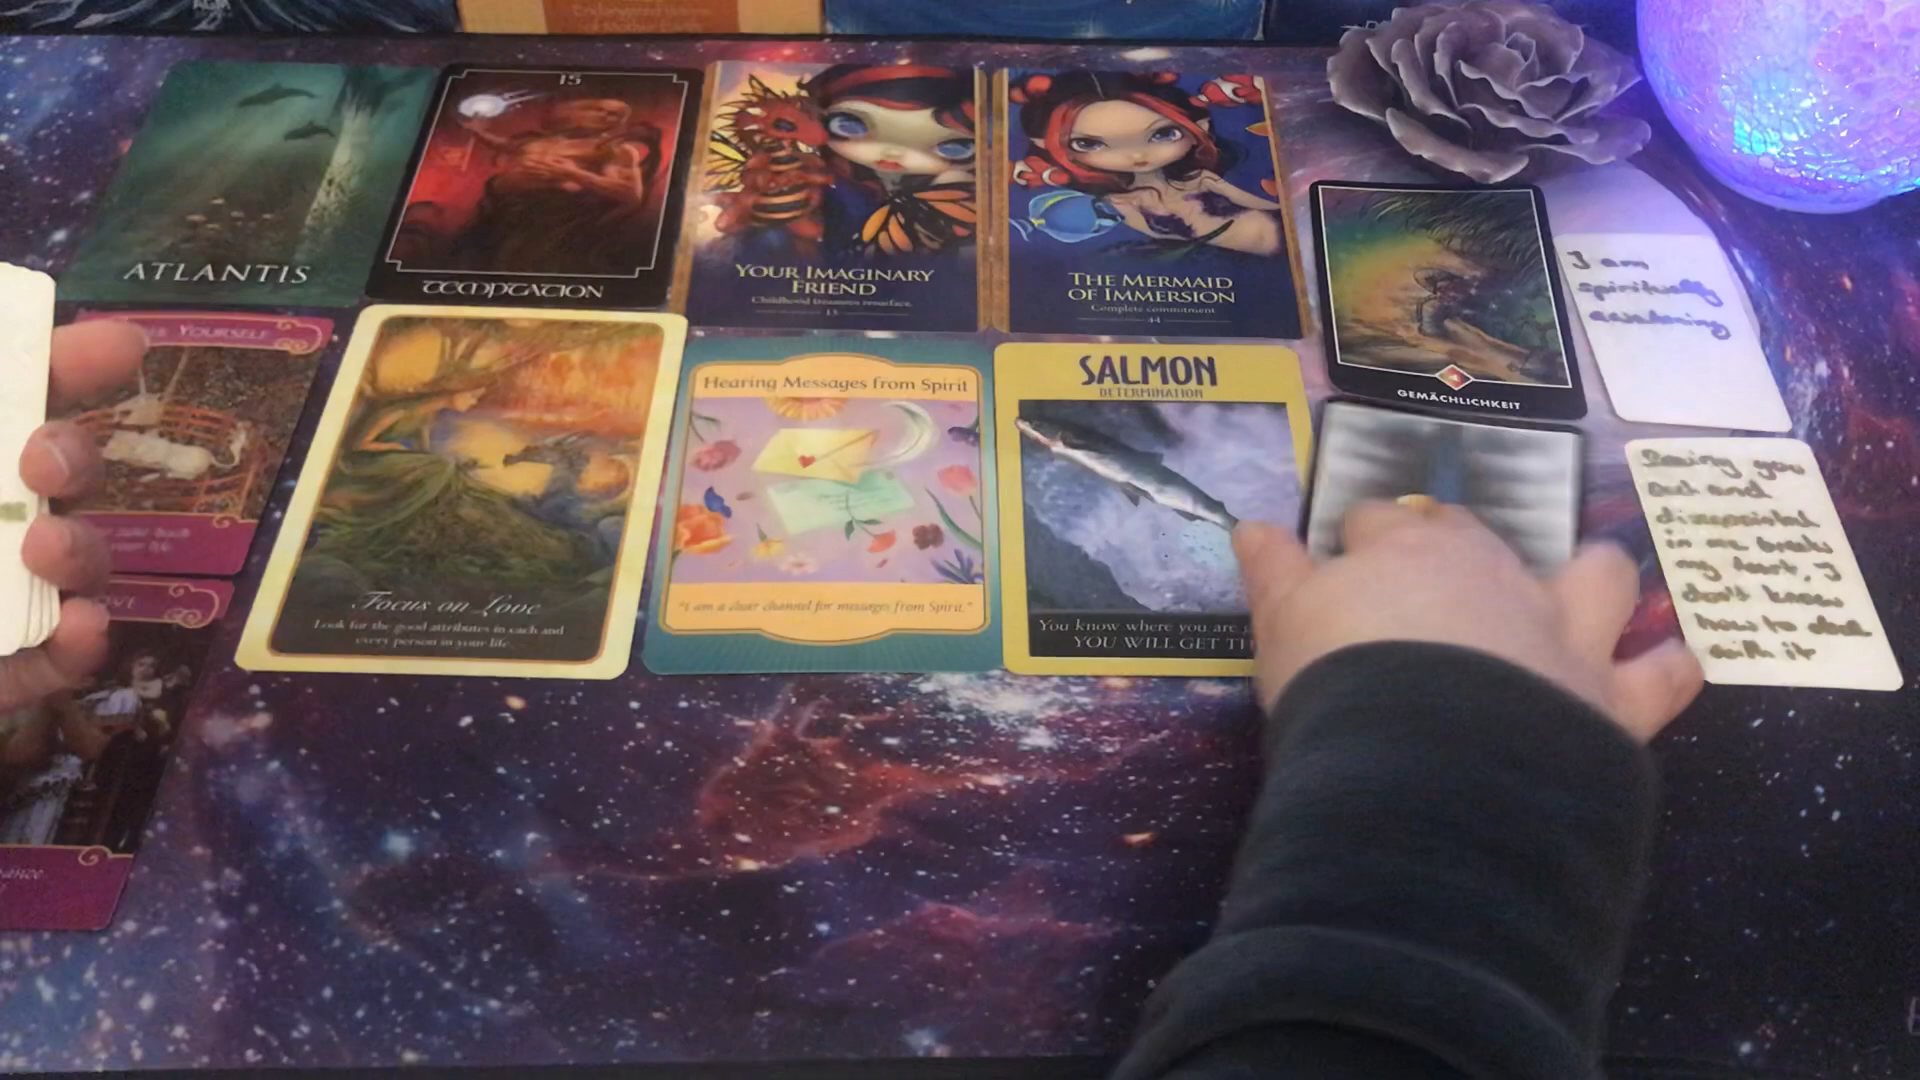 AGM
15
ATLANTIS
TEMPTATION
YOUR IMAGINARY
FRIEND
Childhood treasures resurface.
13
THE MERMAID
OF IMMERSION
Complete commitment
44
GEMÄCHLICHKEIT
4
I am
spiritually
awakening
YOURSELF
Focus on Love
Look for the good attributes in each and
every person in your life.
Hearing Messages from Spirit
"I am a clear channel for messages from Spirit."
SALMON
DETERMINATION
You know where you are
YOU WILL GET
Seeing you
sad and
disappointed
in me breaks
my heart, I
don't know
how to deal
with it